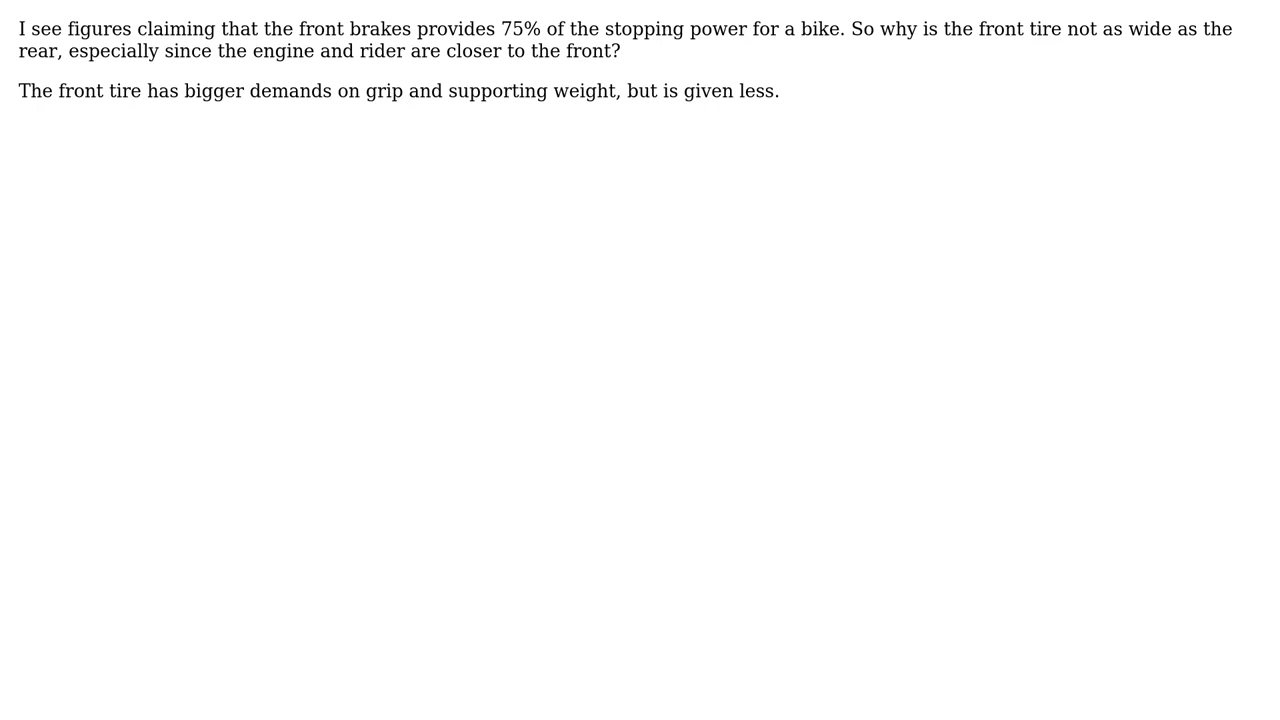 I see figures claiming that the front brakes provides 75% of the stopping power for a bike. So why is the front tire not as wide as the
rear, especially since the engine and rider are closer to the front?
The front tire has bigger demands on grip and supporting weight, but is given less.